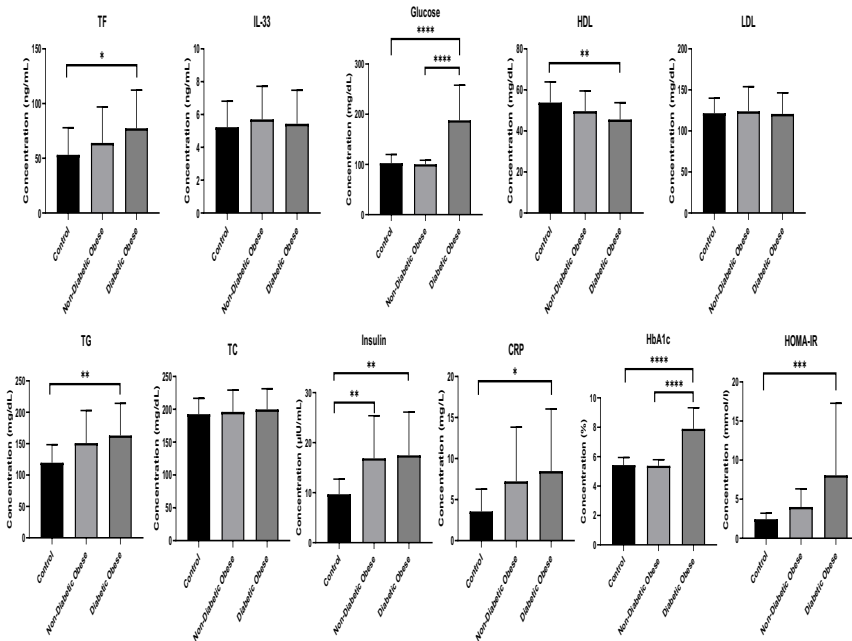 TF
*
Concentration (ng/mL)
150
100
50
0
Control
Non-Diabetic Obese
Diabetic Obese
IL-33
Concentration (ng/mL)
10
8
6
4
2
0
Control
Non-Diabetic Obese
Diabetic Obese
Glucose
****
****
Concentration (mg/dL)
300
200
100
0
Control
Non-Diabetic Obese
Diabetic Obese
HDL
**
Concentration (mg/dL)
80
60
40
20
0
Control
Non-Diabetic Obese
Diabetic Obese
LDL
Concentration (mg/dL)
200
150
100
50
0
Control
Non-Diabetic Obese
Diabetic Obese
TG
**
Concentration (mg/dL)
250
200
150
100
50
0
Control
Non-Diabetic Obese
Diabetic Obese
TC
Concentration (mg/dL)
250
200
150
100
50
0
Control
Non-Diabetic Obese
Diabetic Obese
Insulin
**
**
Concentration (µIU/mL)
30
20
10
0
Control
Non-Diabetic Obese
Diabetic Obese
CRP
*
Concentration (mg/L)
20
15
10
5
0
Control
Non-Diabetic Obese
Diabetic Obese
HbA1c
****
****
Concentration (%)
10
8
6
4
2
0
Control
Non-Diabetic Obese
Diabetic Obese
HOMA-IR
***
Concentration (mmol/l)
20
15
10
5
0
Control
Non-Diabetic Obese
Diabetic Obese